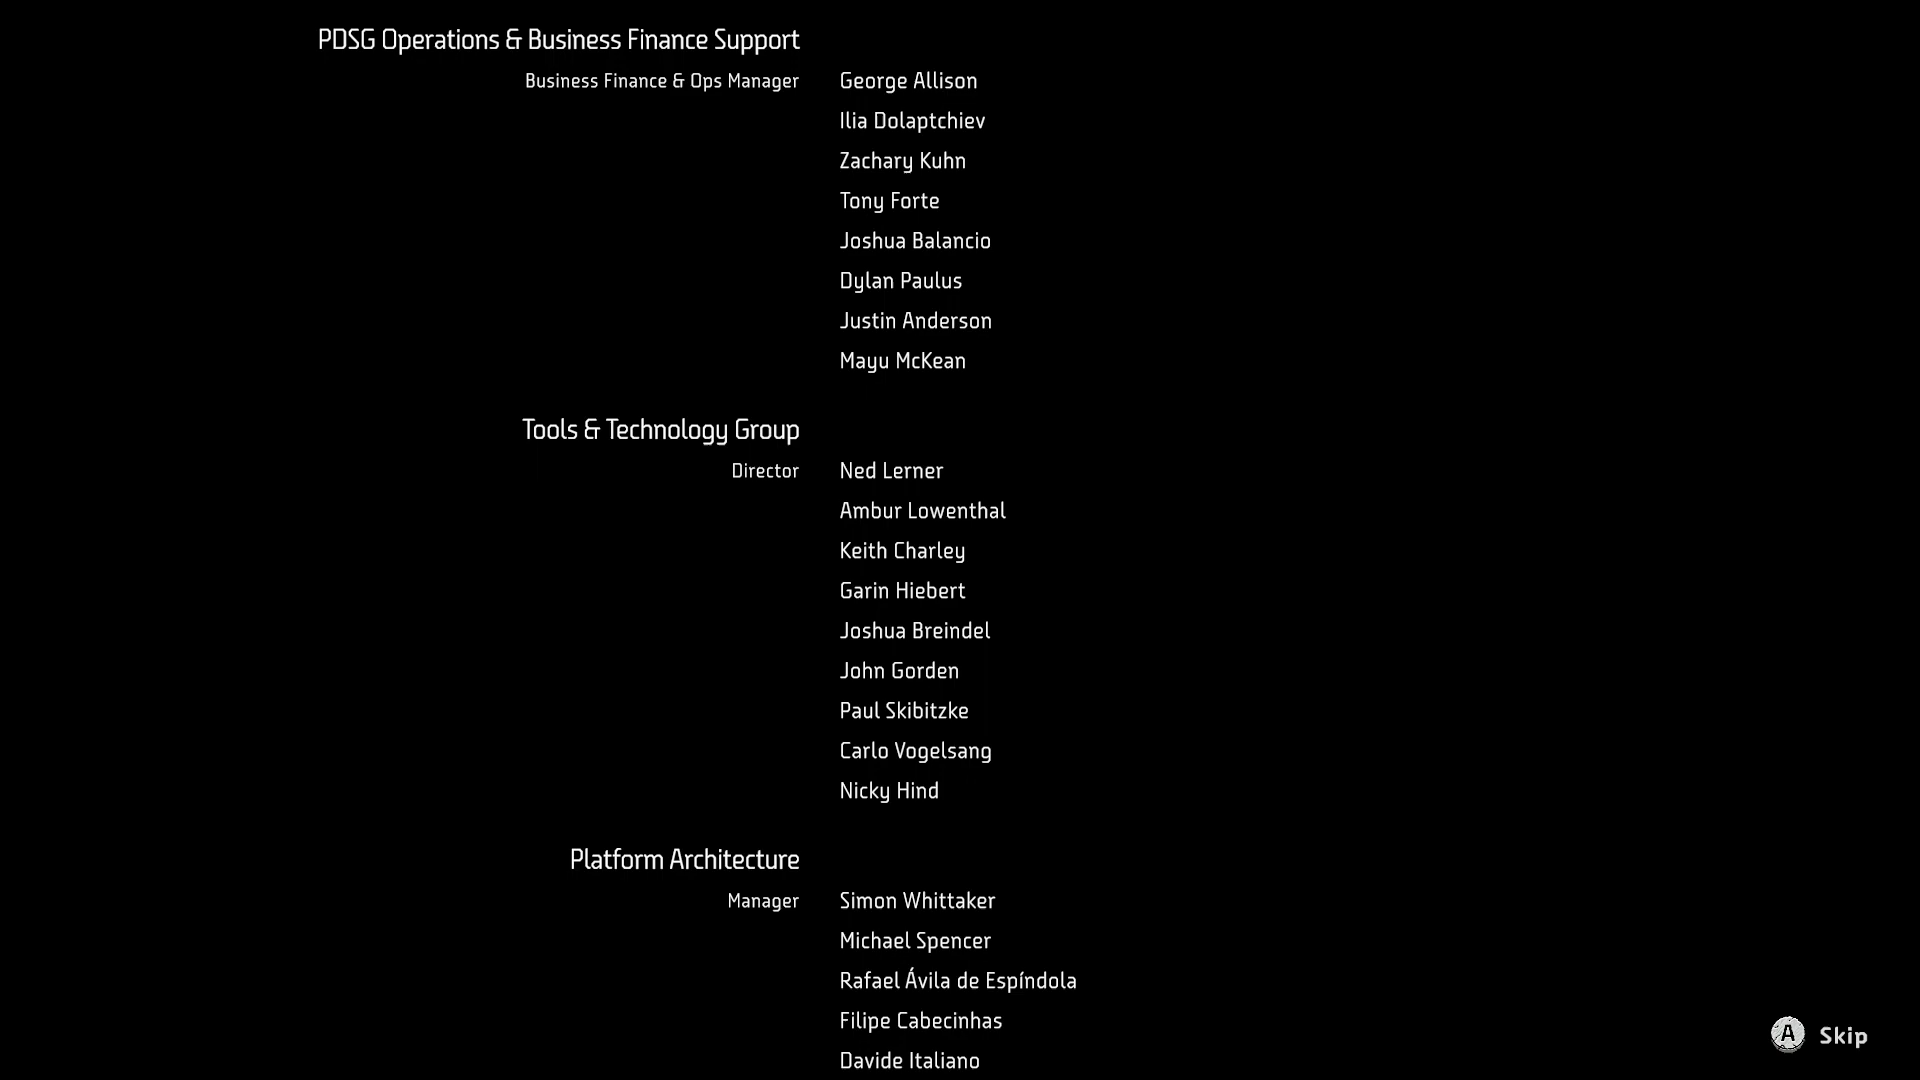 PDSG Operations & Business Finance Support
Business Finance & Ops Manager George Allison
Ilia Dolaptchiev
Zachary Kuhn
Tony Forte
Joshua Balancio
Dylan Paulus
Justin Anderson
Mayu McKean
Tools & Technology Group
Director Ned Lerner
Ambur Lowenthal
Keith Charley
Garin Hiebert
Joshua Breindel
John Gorden
Paul Skibitzke
Carlo Vogelsang
Nicky Hind
Platform Architecture
Manager Simon Whittaker
Michael Spencer
Rafael Ávila de Espíndola
Filipe Cabecinhas
Davide Italiano
A Skip